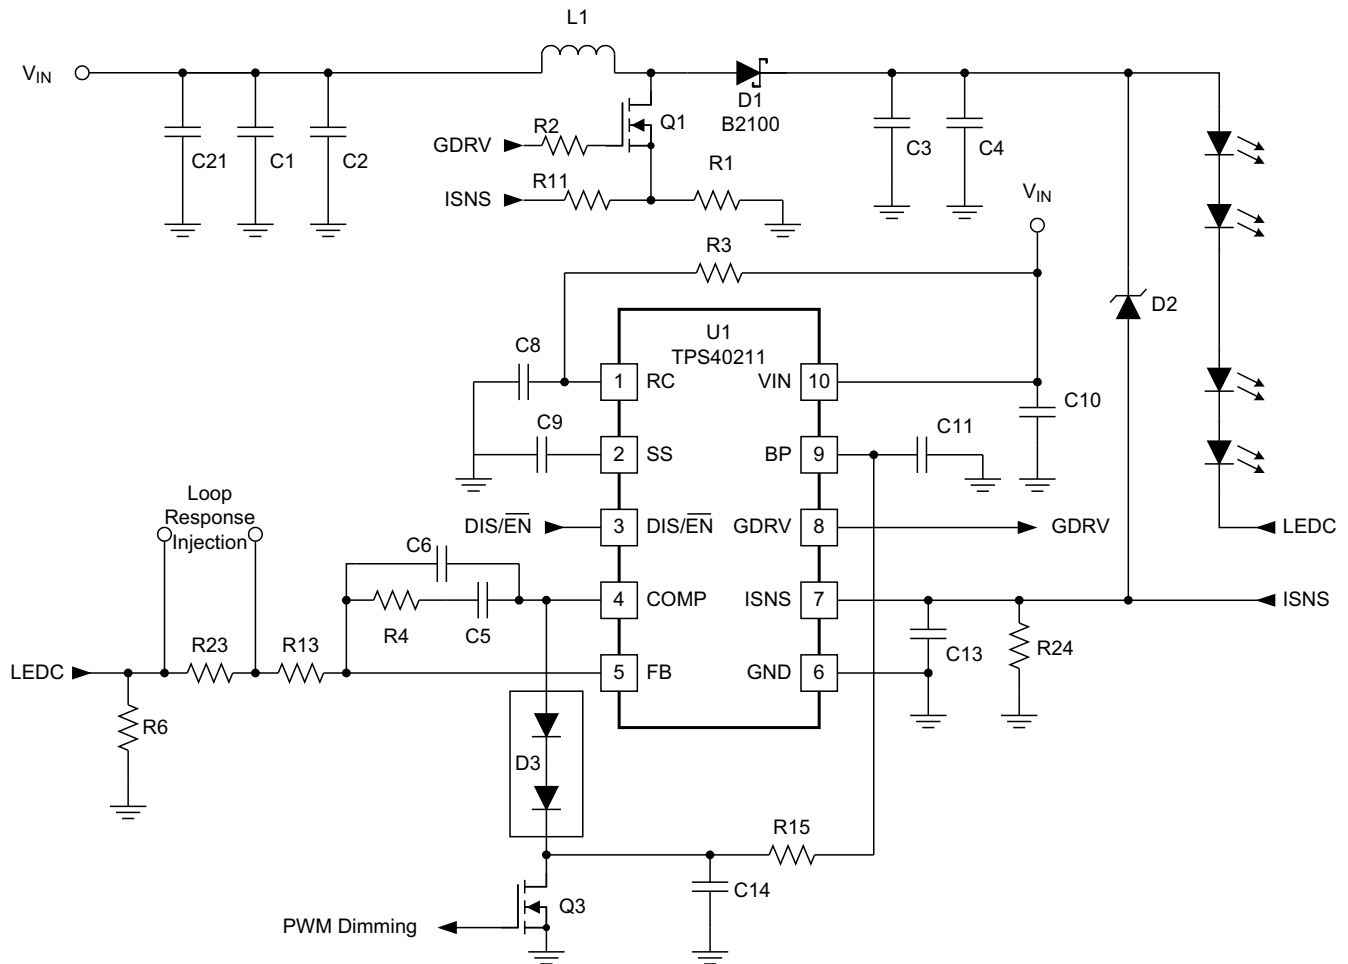 L1
VIN
D1
B2100
Q1
R2
GDRV
C21
C1
C2
R11
R1
ISNS
C3
C4
VIN
R3
D2
U1
TPS40211
C8
1
RC
VIN
10
C10
C9
C11
2
SS
BP
9
Loop
Response
Injection
DIS/EN
3
DIS/EN
GDRV
8
GDRV
LEDC
C6
4
COMP
ISNS
7
ISNS
R4
C5
C13
R24
LEDC
R23
R13
5
FB
GND
6
R6
D3
R15
C14
Q3
PWM Dimming